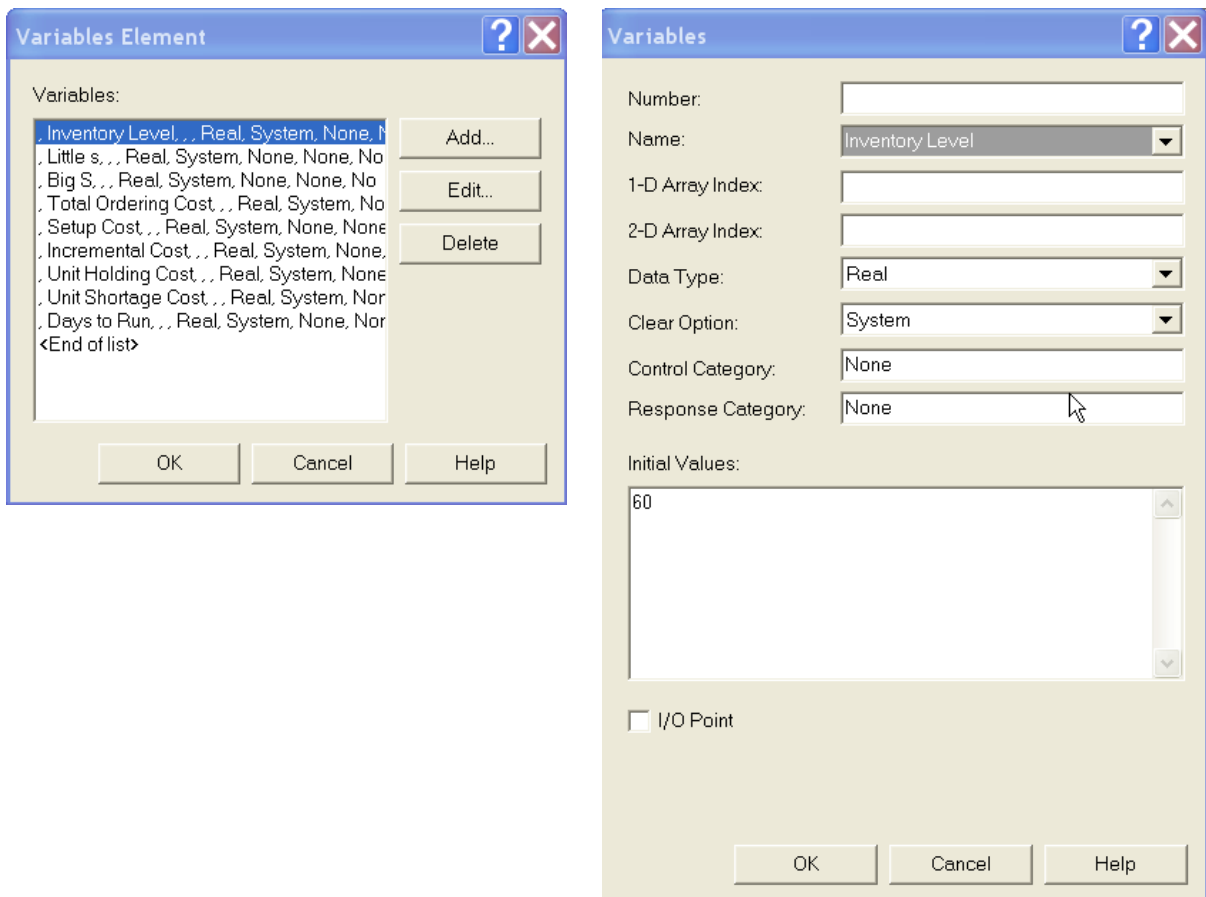 Variables Element
Variables:
, Inventory Level, , , Real, System, None, N
, Little s, , , Real, System, None, None, No
, Big S, , , Real, System, None, None, No
, Total Ordering Cost, , , Real, System, No
, Setup Cost, , , Real, System, None, None
, Incremental Cost, , , Real, System, None,
, Unit Holding Cost, , , Real, System, None
, Unit Shortage Cost, , , Real, System, Nor
, Days to Run, , , Real, System, None, Nor
<End of list>
Add...
Edit...
Delete
OK Cancel Help
Variables
Number:
Name: Inventory Level
1-D Array Index:
2-D Array Index:
Data Type: Real
Clear Option: System
Control Category: None
Response Category: None
Initial Values:
60
I/O Point
OK Cancel Help